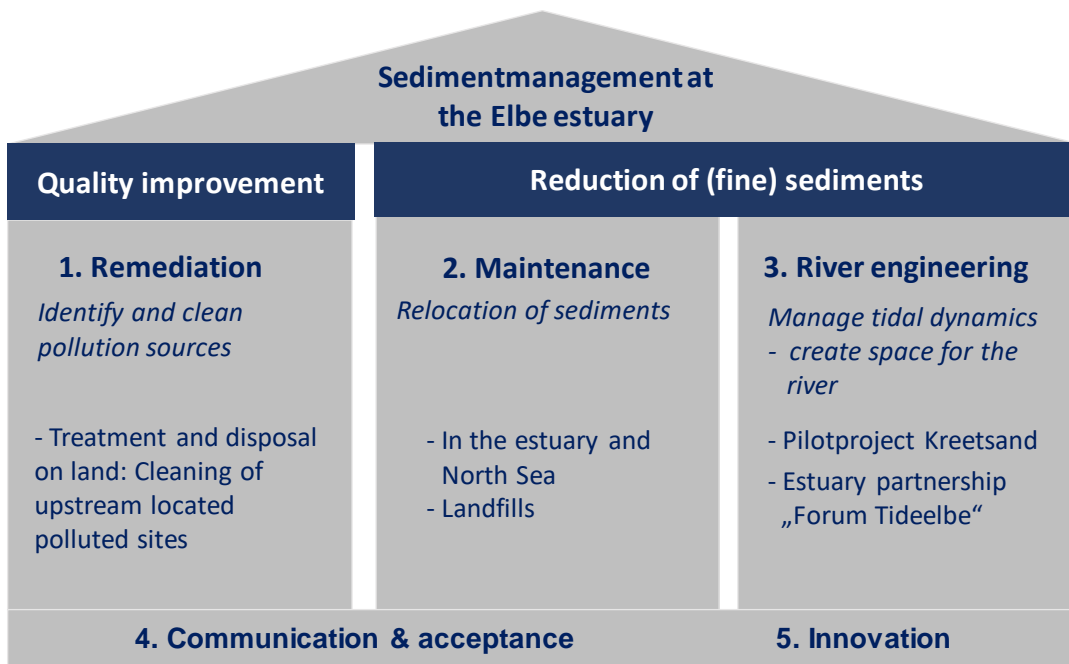 Sedimentmanagement at
the Elbe estuary
Quality improvement
Reduction of (fine) sediments
1. Remediation
Identify and clean
pollution sources
- Treatment and disposal
on land: Cleaning of
upstream located
polluted sites
2. Maintenance
Relocation of sediments
- In the estuary and
North Sea
- Landfills
3. River engineering
Manage tidal dynamics
- create space for the
river
- Pilotproject Kreetsand
- Estuary partnership
„Forum Tideelbe“
4. Communication & acceptance
5. Innovation